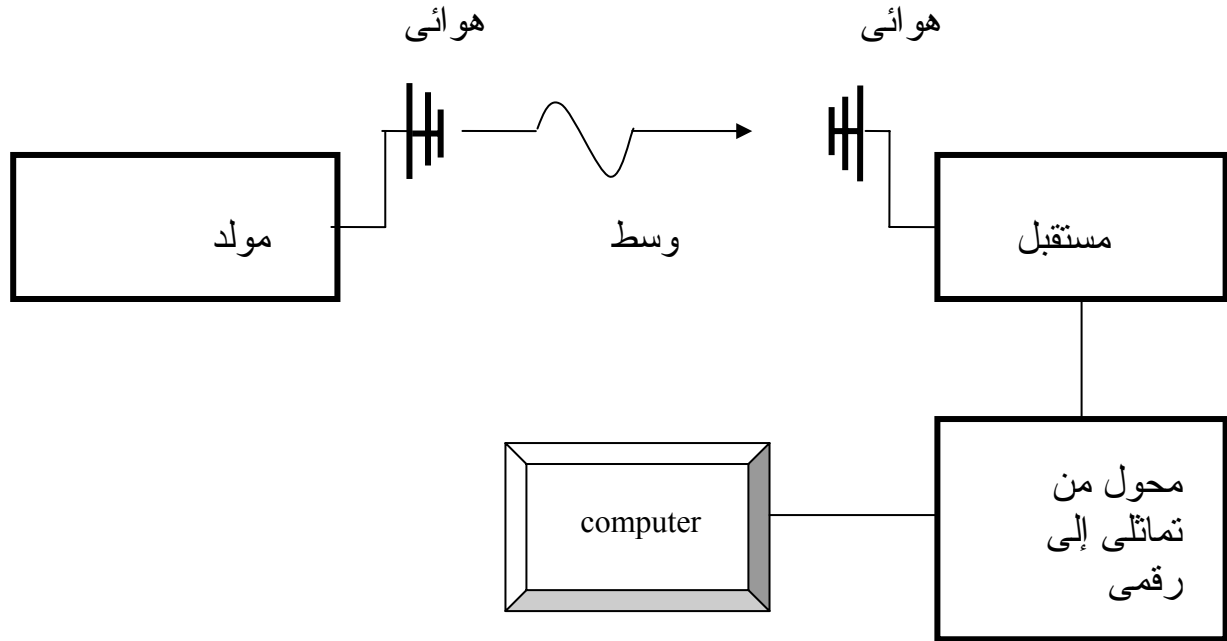 هوائى
هوائى
مولد
وسط
مستقبل
محول من
تماثلى إلى
رقمى
computer